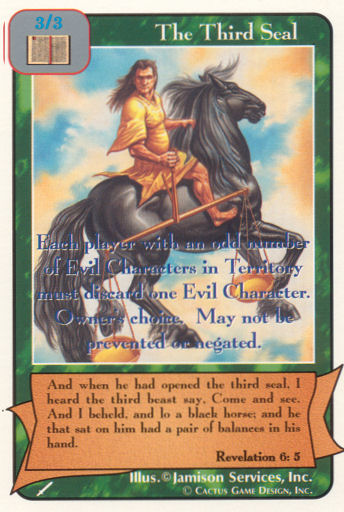 3/3
The Third Seal
Each player with an odd number
of Evil Characters in Territory
must discard one Evil Character.
Owner's choice. May not be
prevented or negated.
And when he had opened the third seal, I
heard the third beast say, Come and see.
And I beheld, and lo a black horse; and he
that sat on him had a pair of balances in his
hand.
Revelation 6: 5
Illus. © Jamison Services, Inc.
© Cactus Game Design, Inc.